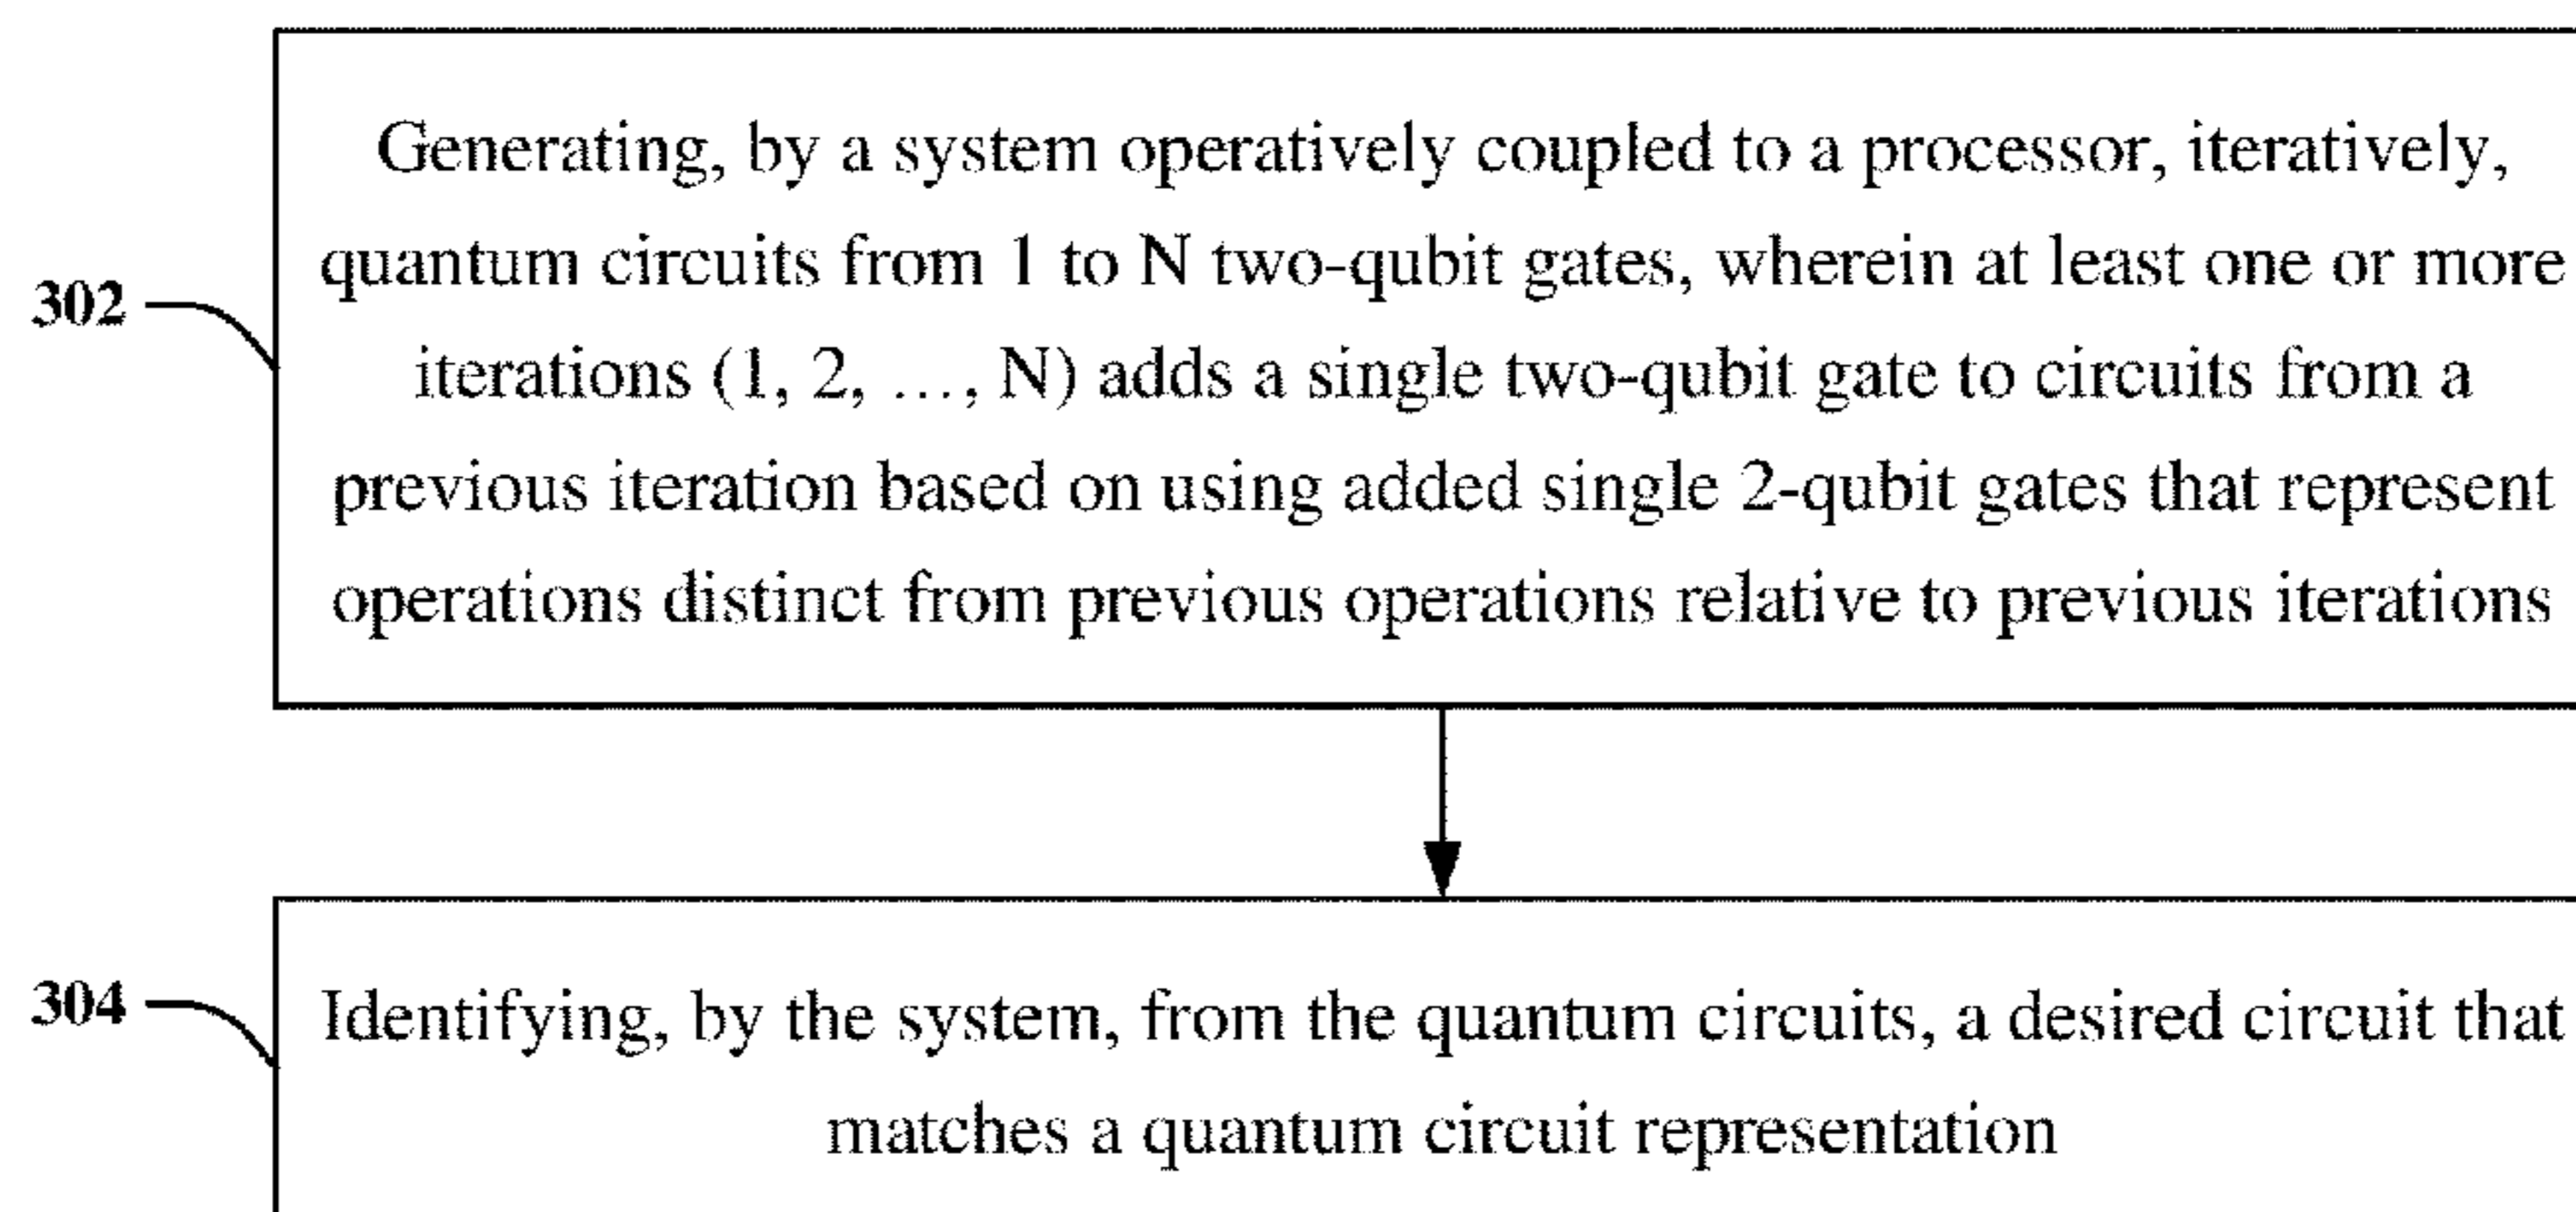 Generating, by a system operatively coupled to a processor, iteratively,
quantum circuits from 1 to N two-qubit gates, wherein at least one or more
302
iterations (1, 2, …, N) adds a single two-qubit gate to circuits from a
previous iteration based on using added single 2-qubit gates that represent
operations distinct from previous operations relative to previous iterations
304
Identifying, by the system, from the quantum circuits, a desired circuit that
matches a quantum circuit representation